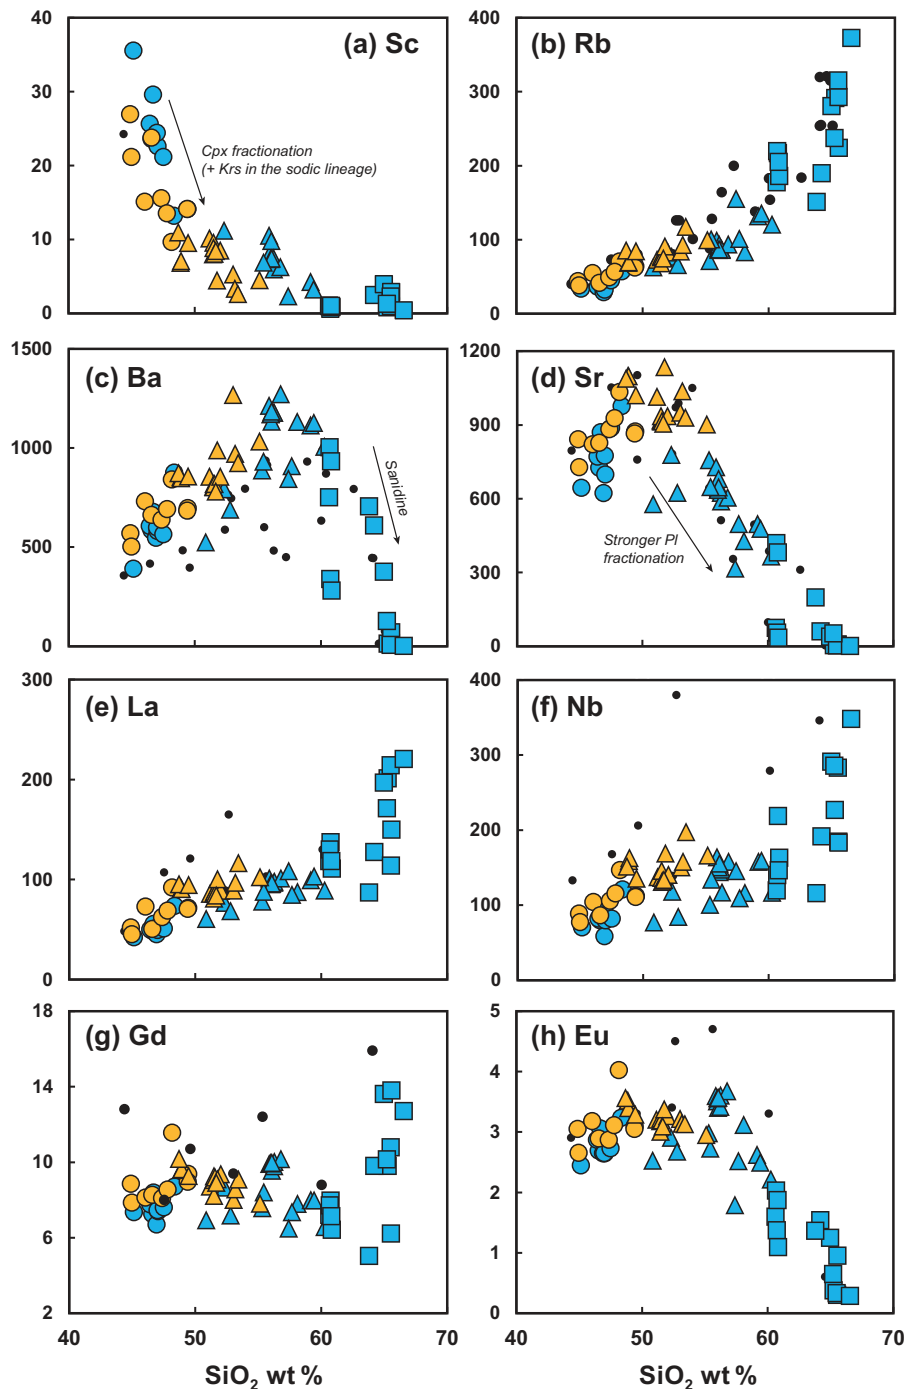 (a) Sc
40
30
20
10
0
Cpx fractionation
(+ Krs in the sodic lineage)
(b) Rb
400
300
200
100
0
(c) Ba
1500
1000
500
0
Sanidine
(d) Sr
1200
900
600
300
0
Stronger Pl
fractionation
(e) La
300
200
100
0
(f) Nb
400
300
200
100
0
(g) Gd
18
14
10
6
2
40 50 60 70
SiO2 wt %
(h) Eu
5
4
3
2
1
0
40 50 60 70
SiO2 wt %